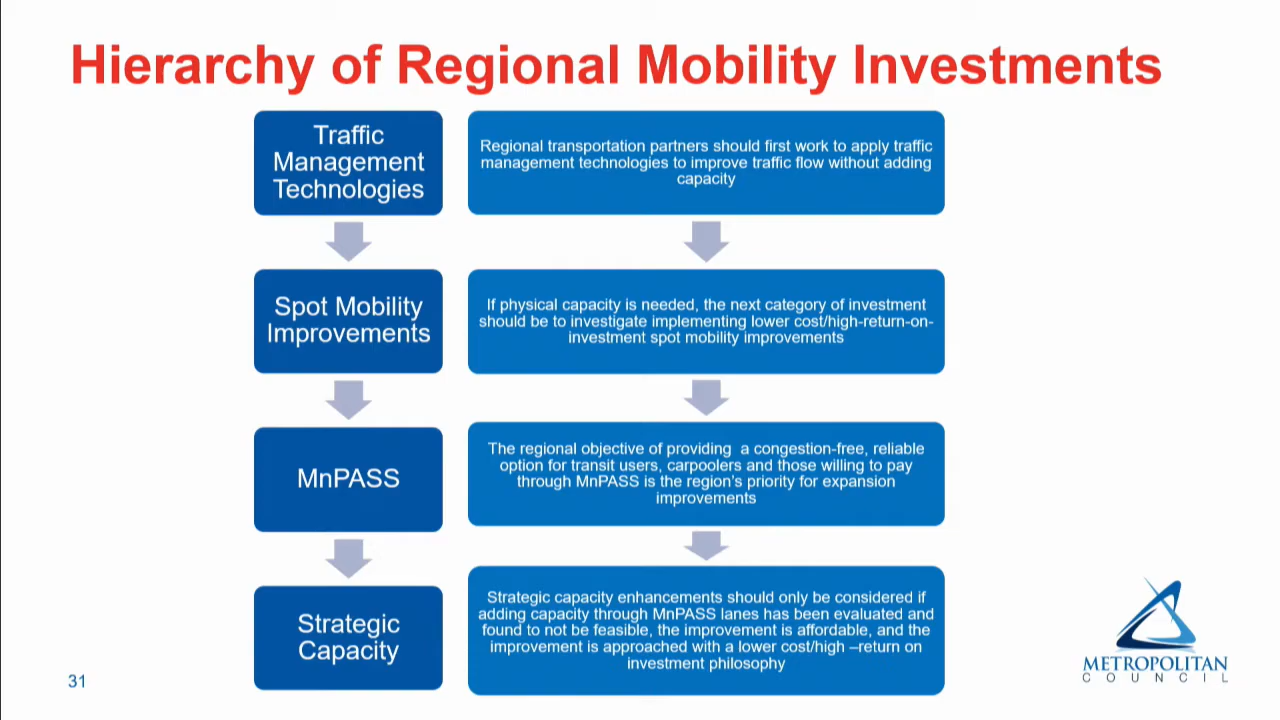 Hierarchy of Regional Mobility Investments
Traffic
Management
Technologies
Regional transportation partners should first work to apply traffic
management technologies to improve traffic flow without adding
capacity
Spot Mobility
Improvements
If physical capacity is needed, the next category of investment
should be to investigate implementing lower cost/high-return-on-
investment spot mobility improvements
MnPASS
The regional objective of providing  a congestion-free, reliable
option for transit users, carpoolers and those willing to pay
through MnPASS is the region’s priority for expansion
improvements
Strategic
Capacity
Strategic capacity enhancements should only be considered if
adding capacity through MnPASS lanes has been evaluated and
found to not be feasible, the improvement is affordable, and the
improvement is approached with a lower cost/high –return on
investment philosophy
31
METROPOLITAN
COUNCIL